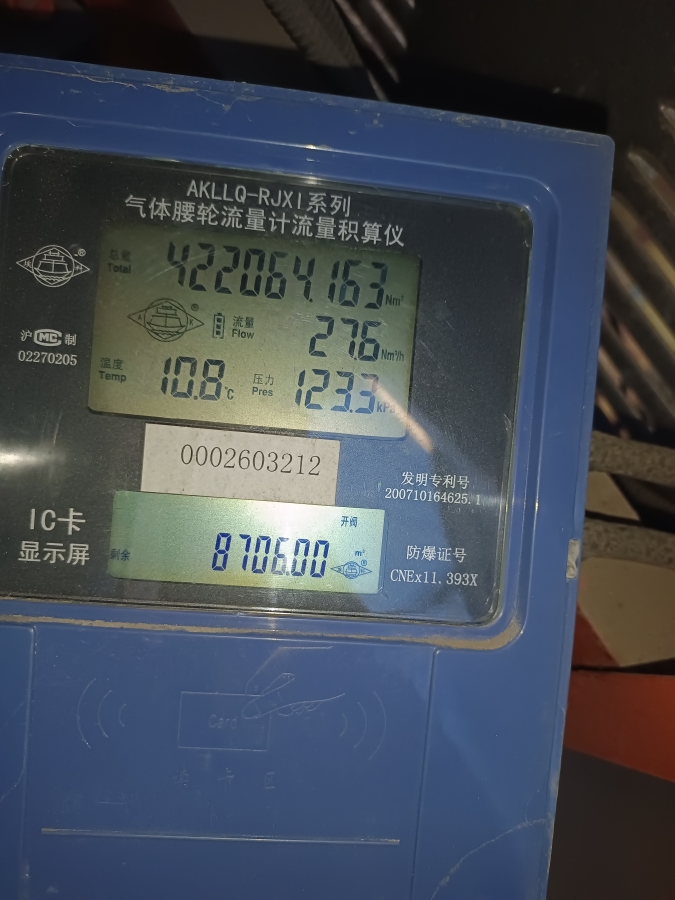 AKLLQ-RJXI系列
气体腰轮流量计流量积算仪
总量
Total
422064.163 Nm³
流量
Flow
27.6 Nm³/h
温度
Temp
10.8 ℃
压力
Pres
123.3 kPa
沪 MC 制
02270205
0002603212
发明专利号
200710164625.1
IC卡
显示屏
开阀
剩余
8706.00 m³
防爆证号
CNEx11.393X
Card